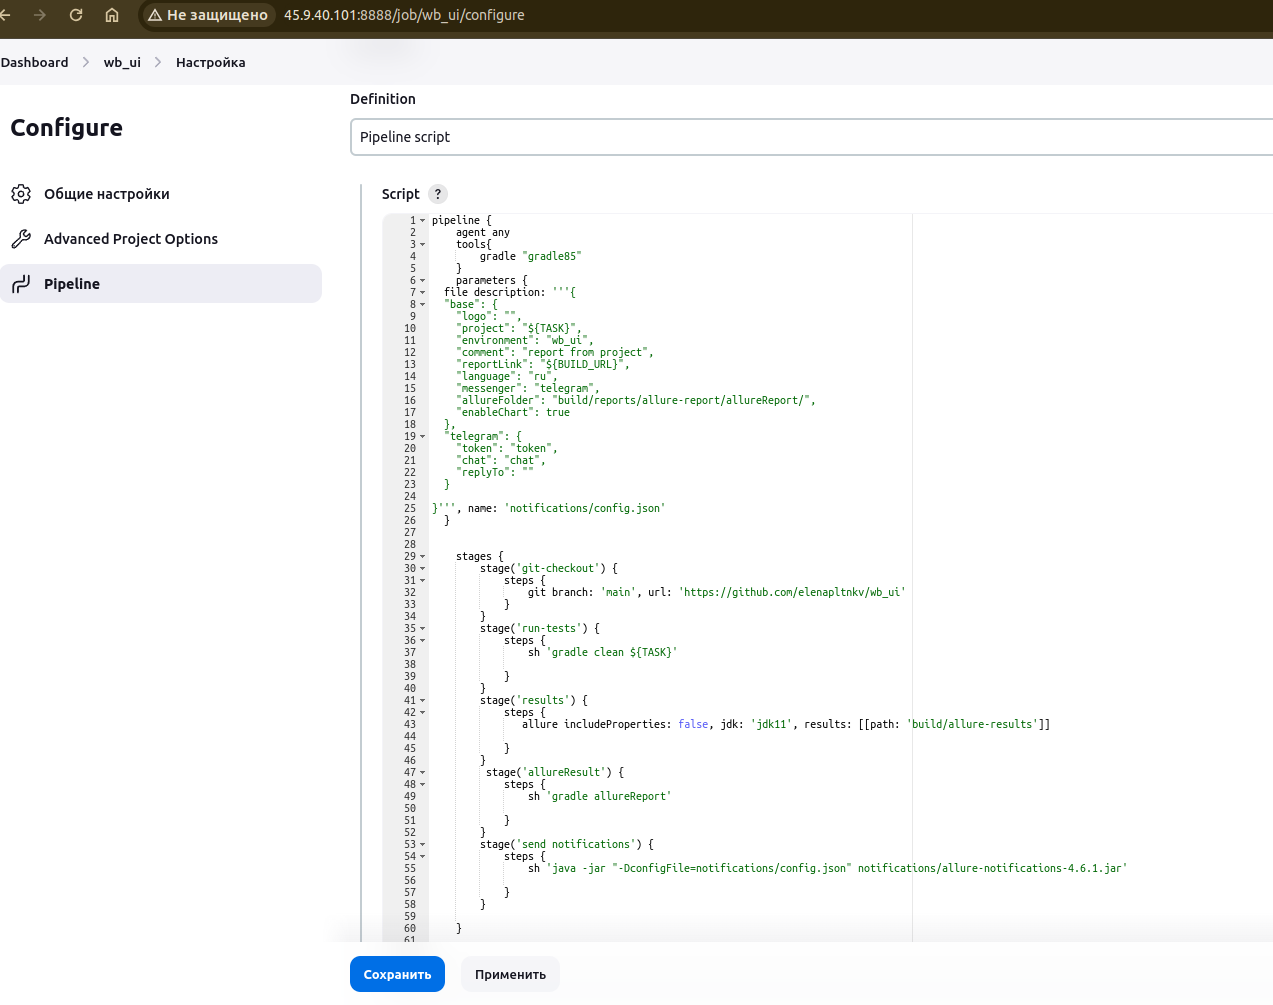 Не защищено 45.9.40.101:8888/job/wb_ui/configure
Dashboard > wb_ui > Настройка
Configure
Общие настройки
Advanced Project Options
Pipeline
Definition
Pipeline script
Script ?
1 pipeline {
2 agent any
3 tools{
4 gradle "gradle85"
5 }
6 parameters {
7 file description: '''{
8 "base": {
9 "logo": "",
10 "project": "${TASK}",
11 "environment": "wb_ui",
12 "comment": "report from project",
13 "reportLink": "${BUILD_URL}",
14 "language": "ru",
15 "messenger": "telegram",
16 "allureFolder": "build/reports/allure-report/allureReport/",
17 "enableChart": true
18 },
19 "telegram": {
20 "token": "token",
21 "chat": "chat",
22 "replyTo": ""
23 }
24
25 }''', name: 'notifications/config.json'
26 }
27
28
29 stages {
30 stage('git-checkout') {
31 steps {
32 git branch: 'main', url: 'https://github.com/elenapltnkv/wb_ui'
33 }
34 }
35 stage('run-tests') {
36 steps {
37 sh 'gradle clean ${TASK}'
38
39 }
40 }
41 stage('results') {
42 steps {
43 allure includeProperties: false, jdk: 'jdk11', results: [[path: 'build/allure-results']]
44
45 }
46 }
47 stage('allureResult') {
48 steps {
49 sh 'gradle allureReport'
50
51 }
52 }
53 stage('send notifications') {
54 steps {
55 sh 'java -jar "-DconfigFile=notifications/config.json" notifications/allure-notifications-4.6.1.jar'
56
57 }
58 }
59
60 }
61
Сохранить
Применить